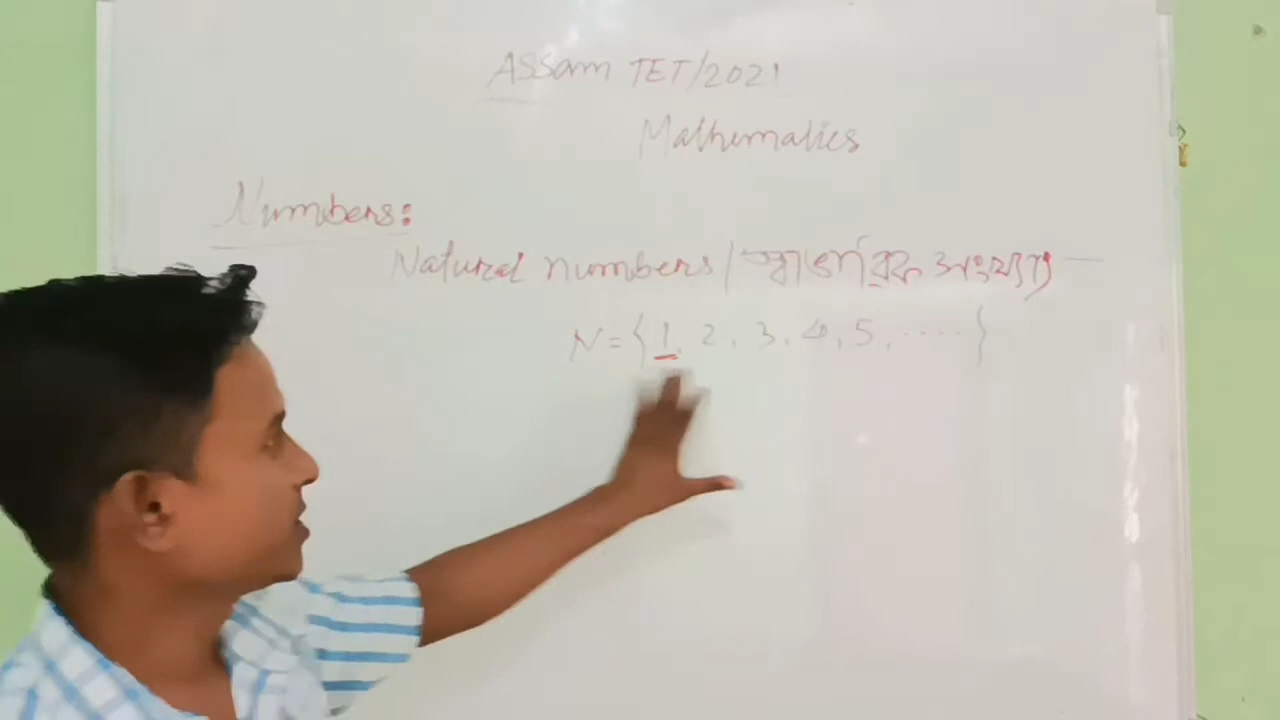 Assam TET/2021
Mathematics
Numbers:
Natural numbers / স্বাভাৱিক সংখ্যা —
N = { 1, 2, 3, 4, 5, ..... }